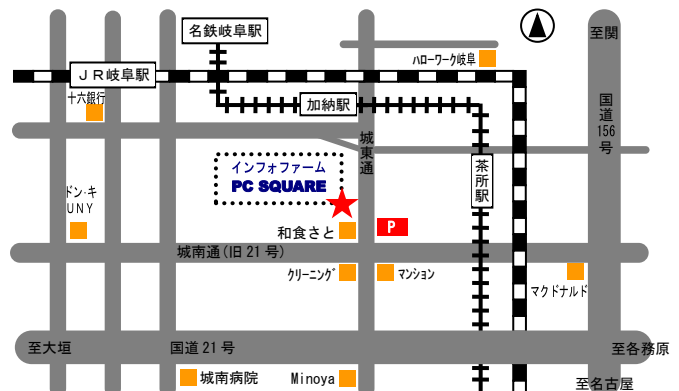 名鉄岐阜駅
至関
ハローワーク岐阜
ＪＲ岐阜駅
十六銀行
加納駅
国道156号
城東通
インフォファーム
PC SQUARE
茶所駅
ドン・キ
UNY
和食さと
P
城南通(旧21号)
クリーニング
マンション
マクドナルド
至大垣
国道21号
至各務原
城南病院
Minoya
至名古屋